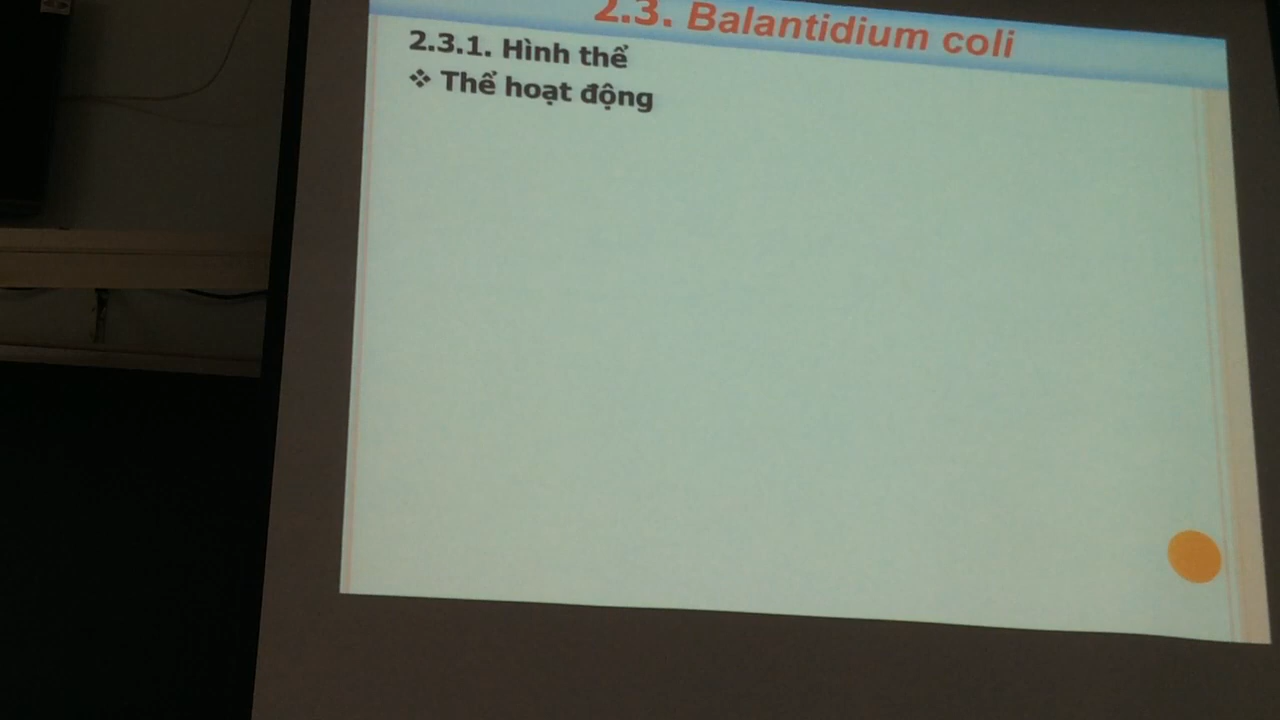 2.3. Balantidium coli
2.3.1. Hình thể
❖ Thể hoạt động